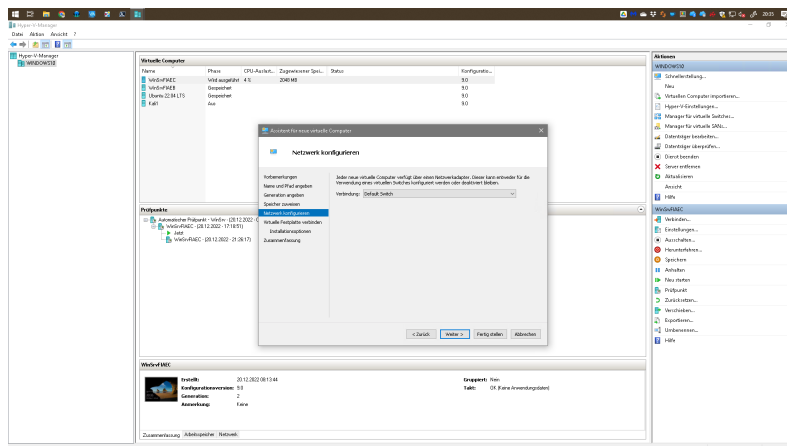 20:35
Hyper-V-Manager
Datei Aktion Ansicht ?
Hyper-V-Manager
WINDOWS10
Virtuelle Computer
Name Phase CPU-Auslast... Zugewiesener Spei... Status Konfiguratio...
WinSrvFIAEC Wird ausgeführt 4 % 2048 MB 9.0
WinSrvFIAEB Gespeichert 9.0
Ubuntu 22.04 LTS Gespeichert 9.0
Kali1 Aus 9.0
Prüfpunkte
Automatischer Prüfpunkt - WinSrv - (20.12.2022 -
WinSrvFIAEC - (20.12.2022 - 17:18:51)
Jetzt
WinSrvFIAEC - (20.12.2022 - 21:26:17)
Assistent für neue virtuelle Computer
Netzwerk konfigurieren
Vorbemerkungen
Name und Pfad angeben
Generation angeben
Speicher zuweisen
Netzwerk konfigurieren
Virtuelle Festplatte verbinden
Installationsoptionen
Zusammenfassung
Jeder neue virtuelle Computer verfügt über einen Netzwerkadapter. Dieser kann entweder für die
Verwendung eines virtuellen Switches konfiguriert werden oder deaktiviert bleiben.
Verbindung: Default Switch
< Zurück Weiter > Fertig stellen Abbrechen
WinSrvFIAEC
Erstellt: 20.12.2022 08:13:44 Gruppiert: Nein
Konfigurationsversion: 9.0 Takt: OK (Keine Anwendungsdaten)
Generation: 2
Anmerkung: Keine
Zusammenfassung Arbeitsspeicher Netzwerk
Aktionen
WINDOWS10
Schnellerstellung...
Neu
Virtuellen Computer importieren...
Hyper-V-Einstellungen...
Manager für virtuelle Switches...
Manager für virtuelle SANs...
Datenträger bearbeiten...
Datenträger überprüfen...
Dienst beenden
Server entfernen
Aktualisieren
Ansicht
Hilfe
WinSrvFIAEC
Verbinden...
Einstellungen...
Ausschalten...
Herunterfahren...
Speichern
Anhalten
Neu starten
Prüfpunkt
Zurücksetzen...
Verschieben...
Exportieren...
Umbenennen...
Hilfe